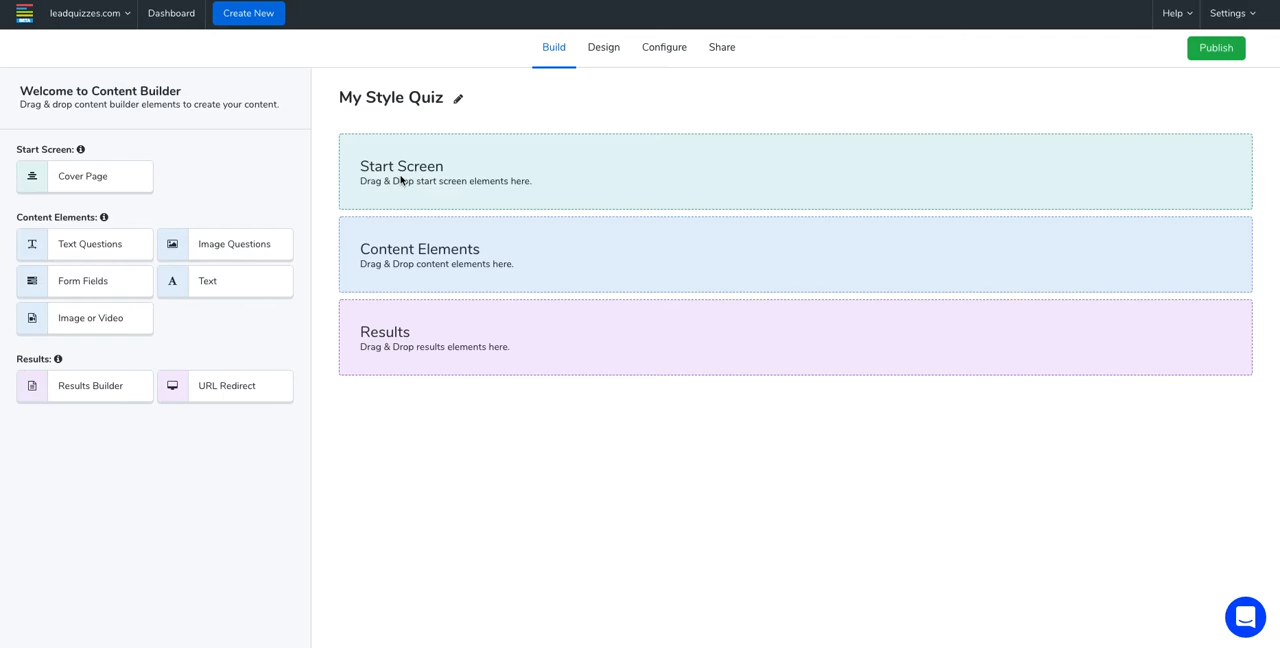 BETA
leadquizzes.com
Dashboard
Create New
Help
Settings
Build
Design
Configure
Share
Publish
Welcome to Content Builder
Drag & drop content builder elements to create your content.
Start Screen:
Cover Page
Content Elements:
Text Questions
Image Questions
Form Fields
A
Text
Image or Video
Results:
Results Builder
URL Redirect
My Style Quiz
Start Screen
Drag & Drop start screen elements here.
Content Elements
Drag & Drop content elements here.
Results
Drag & Drop results elements here.